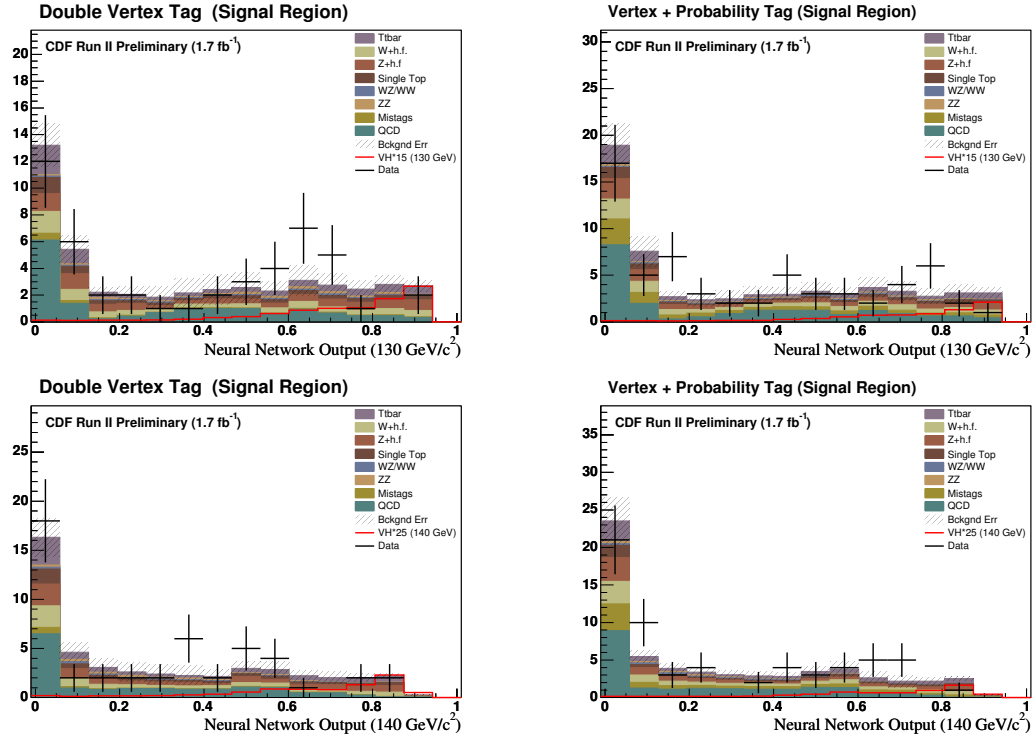 Double Vertex Tag (Signal Region)
CDF Run II Preliminary (1.7 fb-1)
Ttbar
W+h.f.
Z+h.f
Single Top
WZ/WW
ZZ
Mistags
QCD
Bckgnd Err
VH*15 (130 GeV)
Data
20
18
16
14
12
10
8
6
4
2
0
0 0.2 0.4 0.6 0.8 1
Neural Network Output (130 GeV/c2)
Vertex + Probability Tag (Signal Region)
CDF Run II Preliminary (1.7 fb-1)
Ttbar
W+h.f.
Z+h.f
Single Top
WZ/WW
ZZ
Mistags
QCD
Bckgnd Err
VH*15 (130 GeV)
Data
30
25
20
15
10
5
0
0 0.2 0.4 0.6 0.8 1
Neural Network Output (130 GeV/c2)
Double Vertex Tag (Signal Region)
CDF Run II Preliminary (1.7 fb-1)
Ttbar
W+h.f.
Z+h.f
Single Top
WZ/WW
ZZ
Mistags
QCD
Bckgnd Err
VH*25 (140 GeV)
Data
25
20
15
10
5
0
0 0.2 0.4 0.6 0.8 1
Neural Network Output (140 GeV/c2)
Vertex + Probability Tag (Signal Region)
CDF Run II Preliminary (1.7 fb-1)
Ttbar
W+h.f.
Z+h.f
Single Top
WZ/WW
ZZ
Mistags
QCD
Bckgnd Err
VH*25 (140 GeV)
Data
35
30
25
20
15
10
5
0
0 0.2 0.4 0.6 0.8 1
Neural Network Output (140 GeV/c2)